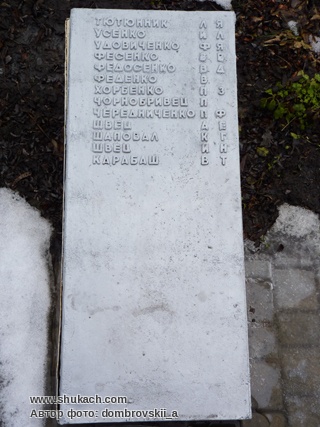 ТЮТЮННИК Л Я
УСЕНКО И Л
УДОВИЧЕНКО Ф Я
ФЕСЕНКО Е
ФЕДОСЕНКО Д
ФЕДЕНКО В
ХОРБЕНКО П З
ЧОРНОБРИВЕЦ П
ЧЕРЕДНИЧЕНКО П Ф
ШВЕЦ А Е
ШАПОВАЛ К Г
ШВЕЦ И Н
КАРАБАШ В Т
www.shukach.com
Автор фото: dombrovskii_a